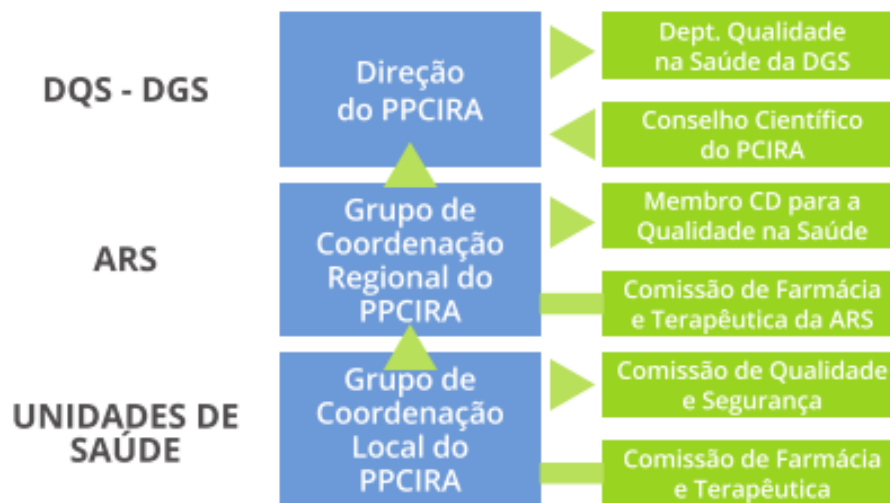 DQS - DGS
Direção
do PPCIRA
Dept. Qualidade
na Saúde da DGS
Conselho Científico
do PCIRA
ARS
Grupo de
Coordenação
Regional do
PPCIRA
Membro CD para a
Qualidade na Saúde
Comissão de Farmácia
e Terapêutica da ARS
UNIDADES DE
SAÚDE
Grupo de
Coordenação
Local do
PPCIRA
Comissão de Qualidade
e Segurança
Comissão de Farmácia
e Terapêutica